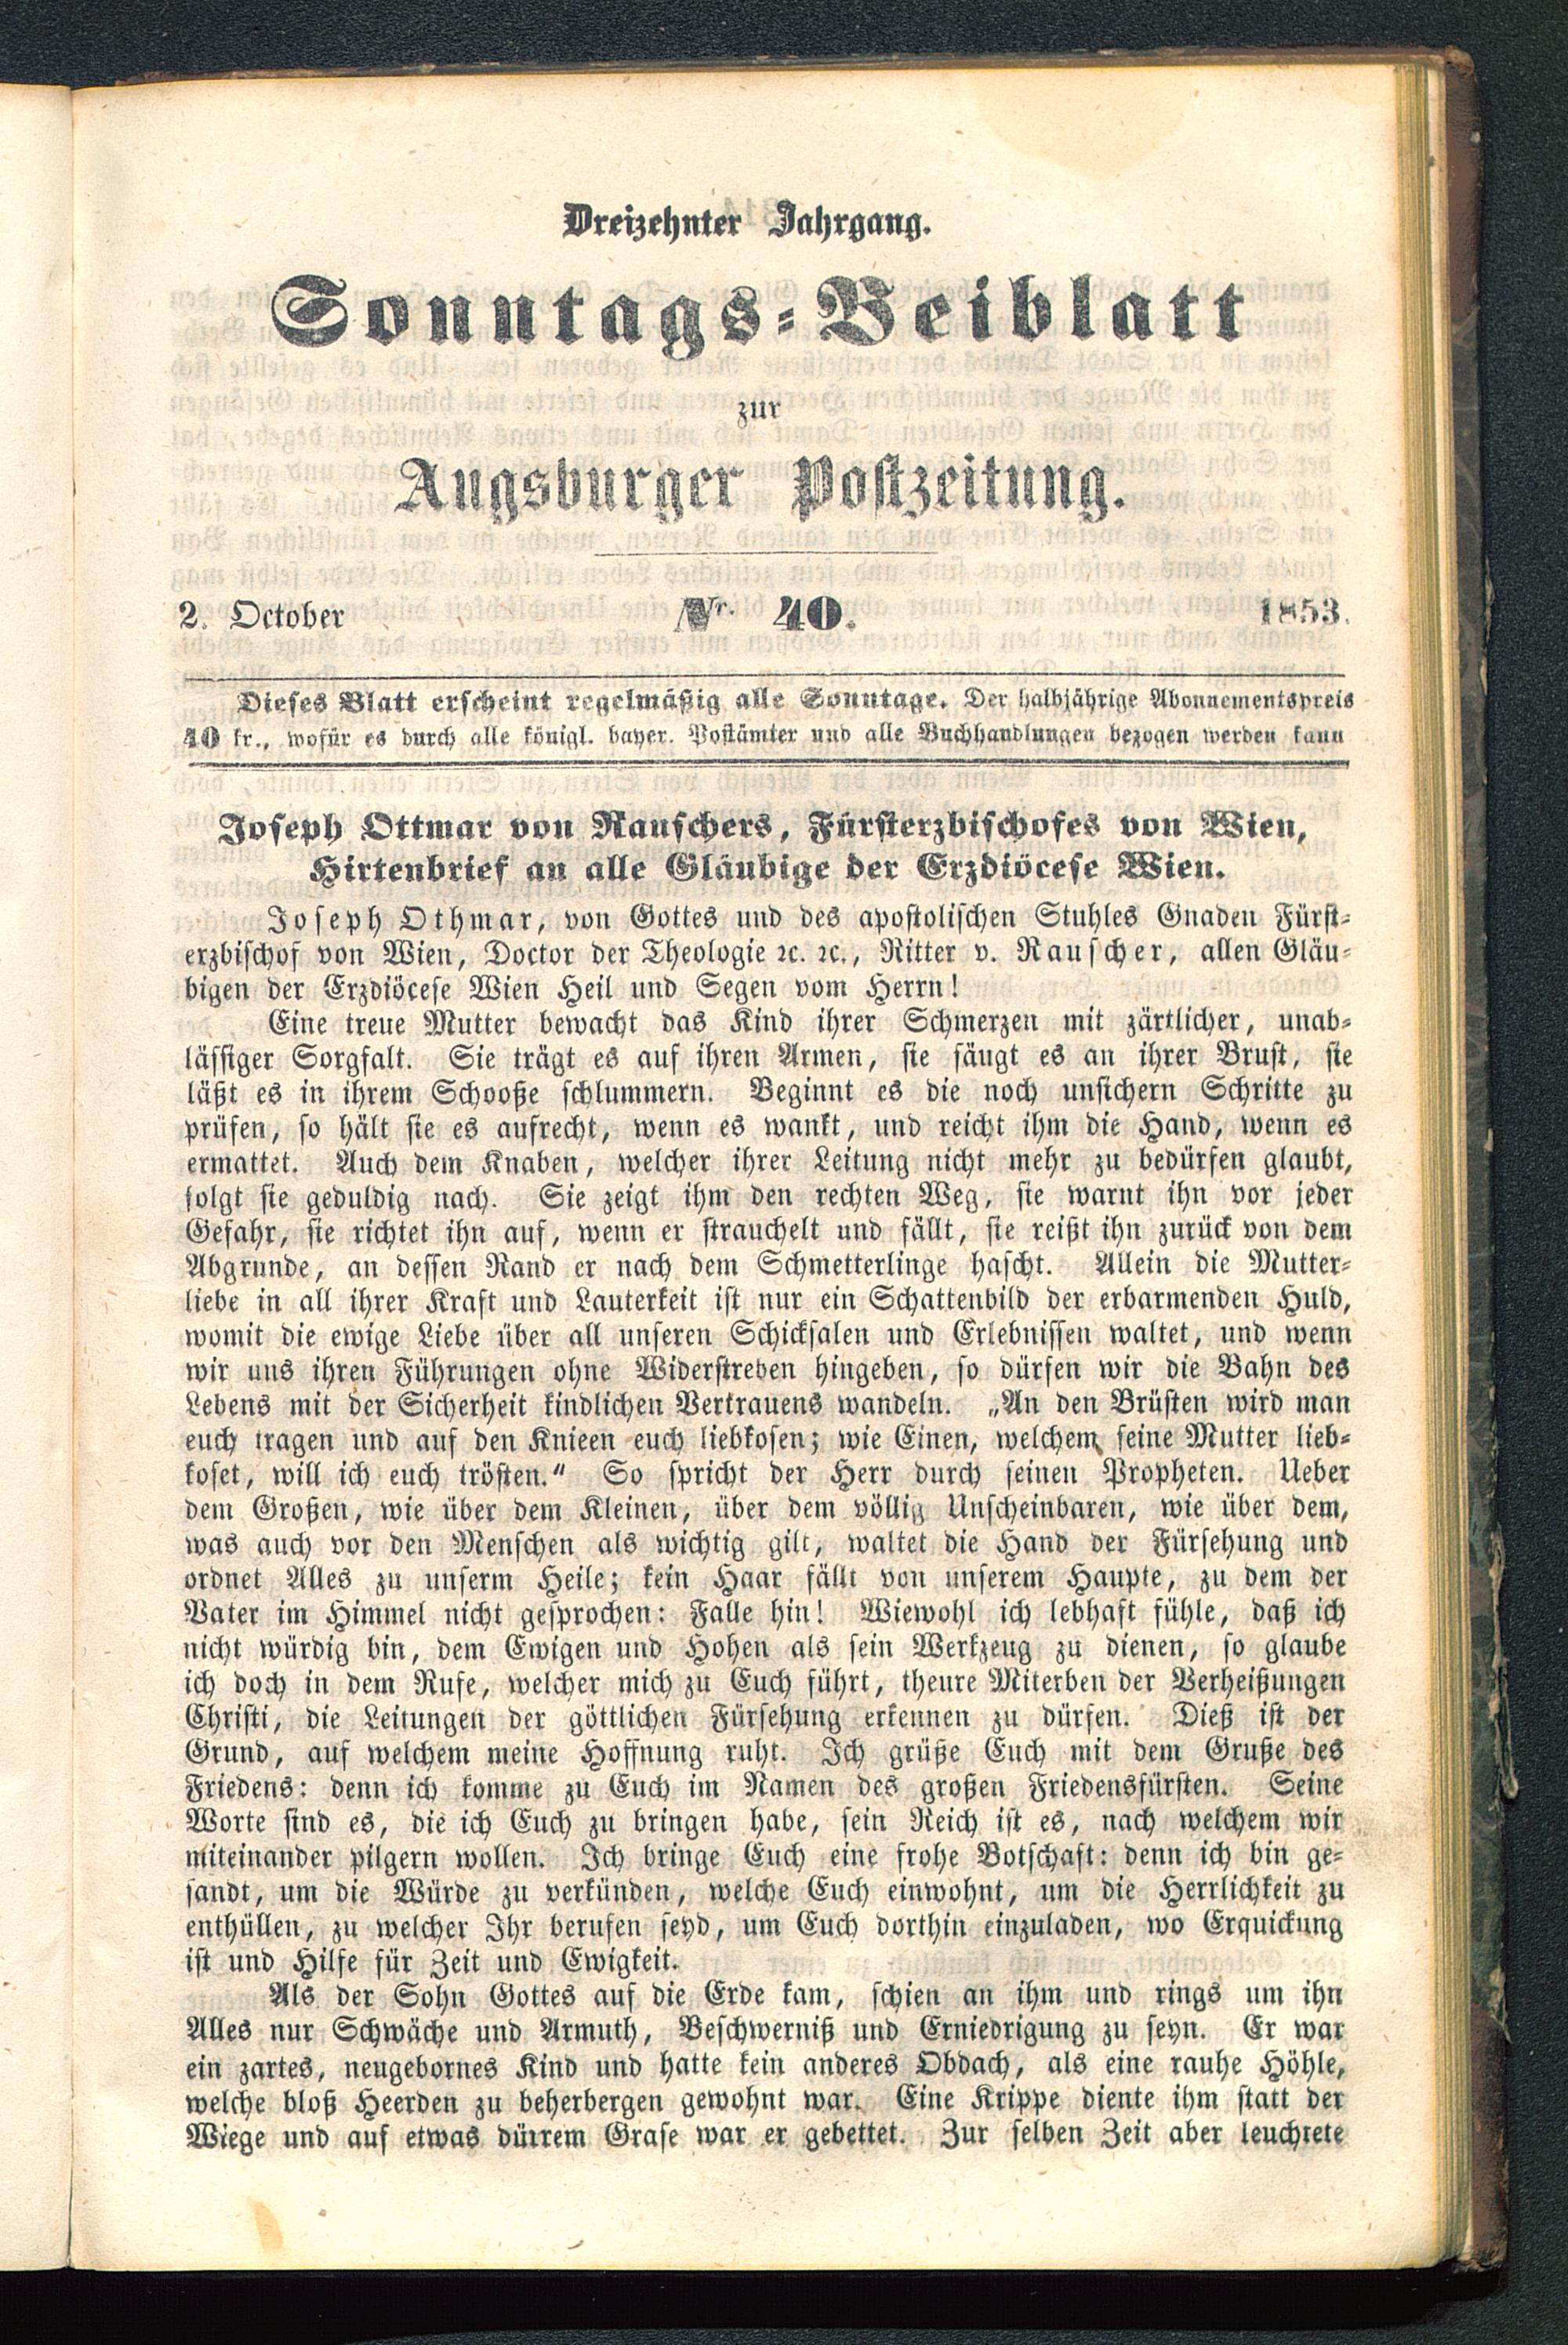 Dreizehnter Jahrgang.
Sonntags-Beiblatt
zur
Augsburger Postzeitung.
2. October Nr. 40. 1853.
Dieses Blatt erscheint regelmäßig alle Sonntage. Der halbjährige Abonnementspreis
40 kr., wofür es durch alle königl. bayer. Postämter und alle Buchhandlungen bezogen werden kann
Joseph Ottmar von Rauschers, Fürsterzbischofes von Wien,
Hirtenbrief an alle Gläubige der Erzdiöcese Wien.
Joseph Othmar, von Gottes und des apostolischen Stuhles Gnaden Fürst-
erzbischof von Wien, Doctor der Theologie ꝛc. ꝛc., Ritter v. Rauscher, allen Gläu-
bigen der Erzdiöcese Wien Heil und Segen vom Herrn!
Eine treue Mutter bewacht das Kind ihrer Schmerzen mit zärtlicher, unab-
lässiger Sorgfalt. Sie trägt es auf ihren Armen, sie säugt es an ihrer Brust, sie
läßt es in ihrem Schooße schlummern. Beginnt es die noch unsichern Schritte zu
prüfen, so hält sie es aufrecht, wenn es wankt, und reicht ihm die Hand, wenn es
ermattet. Auch dem Knaben, welcher ihrer Leitung nicht mehr zu bedürfen glaubt,
folgt sie geduldig nach. Sie zeigt ihm den rechten Weg, sie warnt ihn vor jeder
Gefahr, sie richtet ihn auf, wenn er strauchelt und fällt, sie reißt ihn zurück von dem
Abgrunde, an dessen Rand er nach dem Schmetterlinge hascht. Allein die Mutter-
liebe in all ihrer Kraft und Lauterkeit ist nur ein Schattenbild der erbarmenden Huld,
womit die ewige Liebe über all unseren Schicksalen und Erlebnissen waltet, und wenn
wir uns ihren Führungen ohne Widerstreben hingeben, so dürfen wir die Bahn des
Lebens mit der Sicherheit kindlichen Vertrauens wandeln. „An den Brüsten wird man
euch tragen und auf den Knieen euch liebkosen; wie Einen, welchem seine Mutter lieb-
koset, will ich euch trösten.“ So spricht der Herr durch seinen Propheten. Ueber
dem Großen, wie über dem Kleinen, über dem völlig Unscheinbaren, wie über dem,
was auch vor den Menschen als wichtig gilt, waltet die Hand der Fürsehung und
ordnet Alles zu unserm Heile; kein Haar fällt von unserem Haupte, zu dem der
Vater im Himmel nicht gesprochen: Falle hin! Wiewohl ich lebhaft fühle, daß ich
nicht würdig bin, dem Ewigen und Hohen als sein Werkzeug zu dienen, so glaube
ich doch in dem Rufe, welcher mich zu Euch führt, theure Miterben der Verheißungen
Christi, die Leitungen der göttlichen Fürsehung erkennen zu dürfen. Dieß ist der
Grund, auf welchem meine Hoffnung ruht. Ich grüße Euch mit dem Gruße des
Friedens: denn ich komme zu Euch im Namen des großen Friedensfürsten. Seine
Worte sind es, die ich Euch zu bringen habe, sein Reich ist es, nach welchem wir
miteinander pilgern wollen. Ich bringe Euch eine frohe Botschaft: denn ich bin ge-
sandt, um die Würde zu verkünden, welche Euch einwohnt, um die Herrlichkeit zu
enthüllen, zu welcher Ihr berufen seyd, um Euch dorthin einzuladen, wo Erquickung
ist und Hilfe für Zeit und Ewigkeit.
Als der Sohn Gottes auf die Erde kam, schien an ihm und rings um ihn
Alles nur Schwäche und Armuth, Beschwerniß und Erniedrigung zu seyn. Er war
ein zartes, neugebornes Kind und hatte kein anderes Obdach, als eine rauhe Höhle,
welche bloß Heerden zu beherbergen gewohnt war. Eine Krippe diente ihm statt der
Wiege und auf etwas dürrem Grase war er gebettet. Zur selben Zeit aber leuchtete